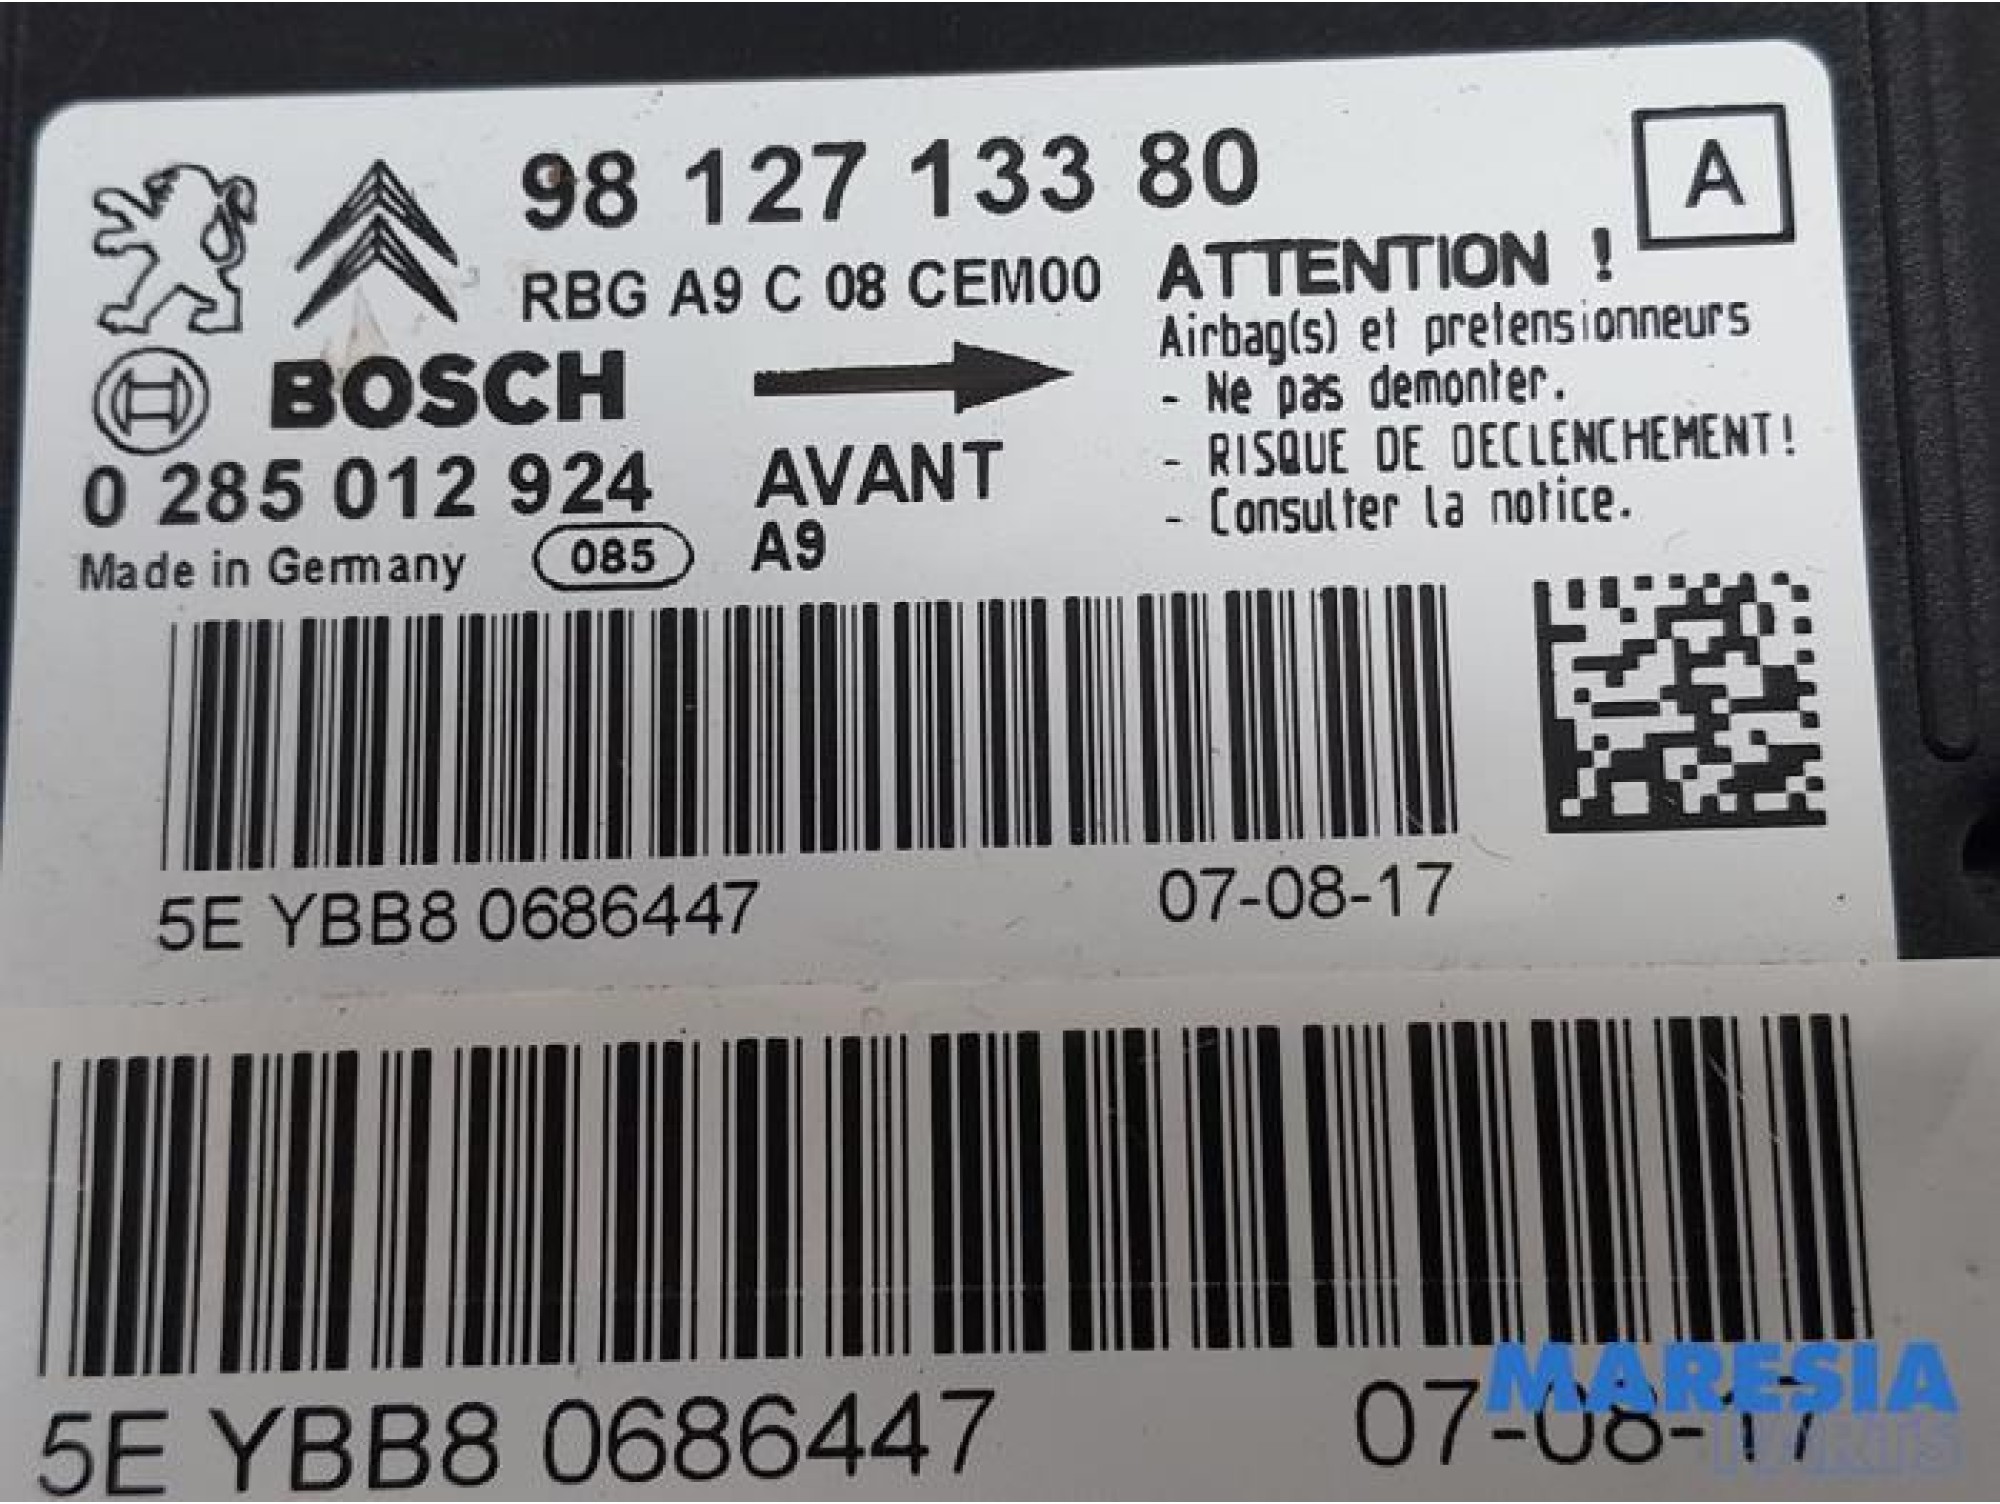 98 127 133 80
A
RBG A9 C 08 CEM00
ATTENTION !
Airbag(s) et pretensionneurs
- Ne pas demonter.
- RISQUE DE DECLENCHEMENT!
- Consulter la notice.
BOSCH
AVANT
0 285 012 924
A9
Made in Germany
085
5E YBB8 0686447
07-08-17
5E YBB8 0686447
07-08-17
MARESIA
PARTS